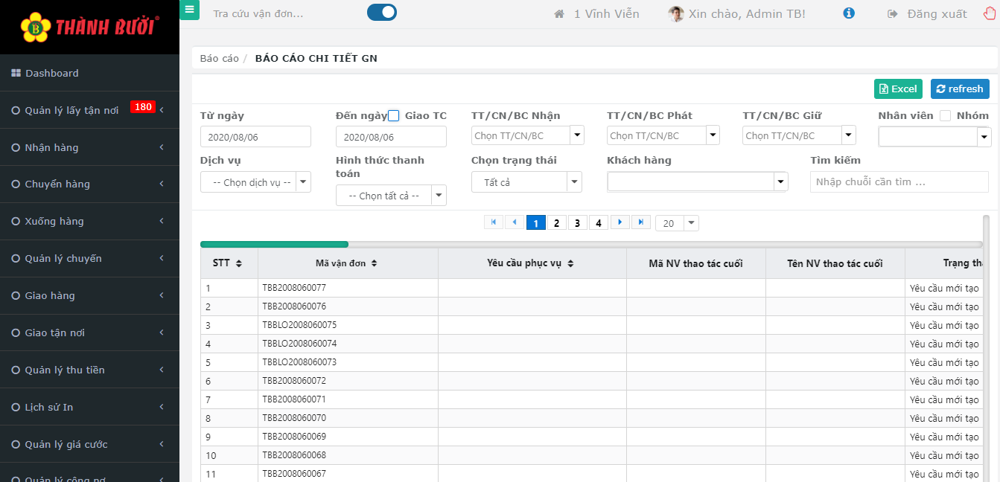 THÀNH BƯỞI®
Tra cứu vận đơn...
1 Vĩnh Viễn
Xin chào, Admin TB!
Đăng xuất
Dashboard
Quản lý lấy tận nơi 180
Nhận hàng
Chuyển hàng
Xuống hàng
Quản lý chuyến
Giao hàng
Giao tận nơi
Quản lý thu tiền
Lịch sử In
Quản lý giá cước
Quản lý công nợ
Báo cáo / BÁO CÁO CHI TIẾT GN
Excel refresh
Từ ngày Đến ngày Giao TC TT/CN/BC Nhận TT/CN/BC Phát TT/CN/BC Giữ Nhân viên Nhóm
2020/08/06 2020/08/06 Chọn TT/CN/BC Chọn TT/CN/BC Chọn TT/CN/BC
Dịch vụ Hình thức thanh toán Chọn trạng thái Khách hàng Tìm kiếm
-- Chọn dịch vụ -- -- Chọn tất cả -- Tất cả Nhập chuỗi cần tìm ...
1 2 3 4 20
STT Mã vận đơn Yêu cầu phục vụ Mã NV thao tác cuối Tên NV thao tác cuối Trạng thá
1 TBB2008060077 Yêu cầu mới tạo
2 TBB2008060076 Yêu cầu mới tạo
3 TBBLO2008060075 Yêu cầu mới tạo
4 TBBLO2008060074 Yêu cầu mới tạo
5 TBBLO2008060073 Yêu cầu mới tạo
6 TBB2008060072 Yêu cầu mới tạo
7 TBB2008060071 Yêu cầu mới tạo
8 TBB2008060070 Yêu cầu mới tạo
9 TBB2008060069 Yêu cầu mới tạo
10 TBB2008060068 Yêu cầu mới tạo
11 TBB2008060067 Yêu cầu mới tạo